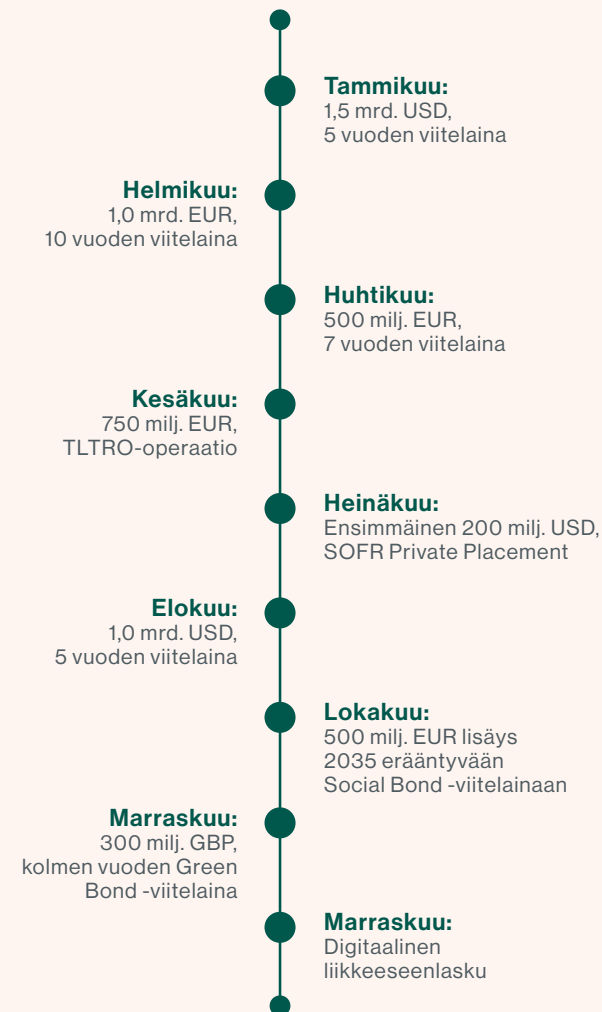 Tammikuu:
1,5 mrd. USD,
5 vuoden viitelaina
Helmikuu:
1,0 mrd. EUR,
10 vuoden viitelaina
Huhtikuu:
500 milj. EUR,
7 vuoden viitelaina
Kesäkuu:
750 milj. EUR,
TLTRO-operaatio
Heinäkuu:
Ensimmäinen 200 milj. USD,
SOFR Private Placement
Elokuu:
1,0 mrd. USD,
5 vuoden viitelaina
Lokakuu:
500 milj. EUR lisäys
2035 erääntyvään
Social Bond -viitelainaan
Marraskuu:
300 milj. GBP,
kolmen vuoden Green
Bond -viitelaina
Marraskuu:
Digitaalinen
liikkeeseenlasku